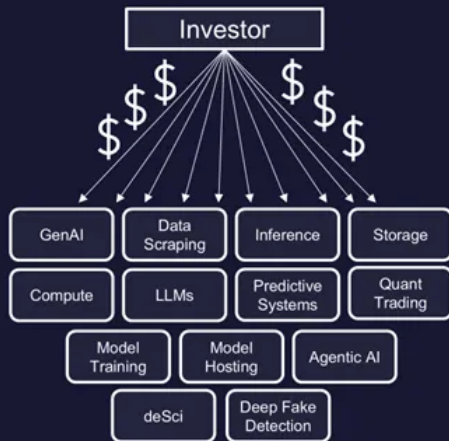 Investor
$ $ $ $ $ $
GenAI
Data
Scraping
Inference
Storage
Compute
LLMs
Predictive
Systems
Quant
Trading
Model
Training
Model
Hosting
Agentic AI
deSci
Deep Fake
Detection